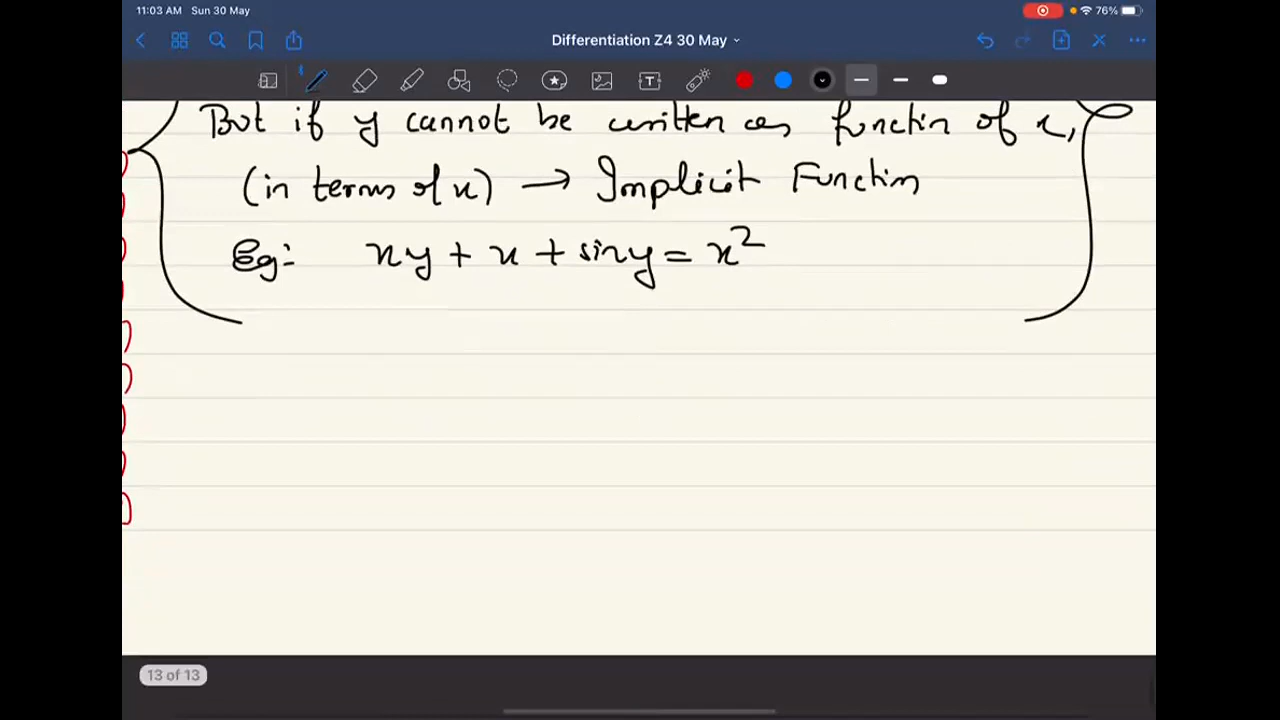 11:03 AM Sun 30 May
76%
Differentiation Z4 30 May
But if y cannot be written as functin of x,
(in terms of x) → Implicit Function
Eg:- xy + x + siny = x²
13 of 13